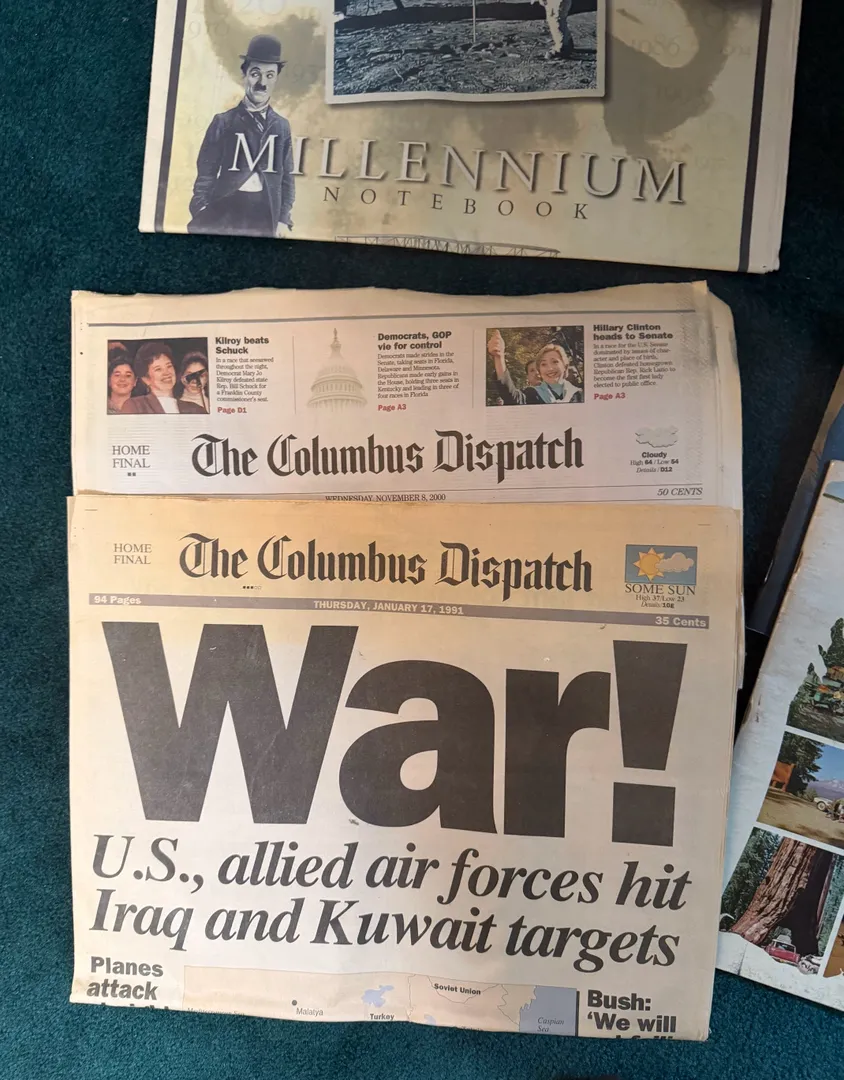 MILLENNIUM
NOTEBOOK
Kilroy beats
Schuck
In a race that seesawed
throughout the night,
Democrat Mary Jo
Kilroy defeated state
Rep. Bill Schuck for
a Franklin County
commissioner's seat.
Page D1
Democrats, GOP
vie for control
Democrats made strides in the
Senate, taking seats in Florida,
Delaware and Minnesota.
Republicans made early gains in
the House, holding three seats in
Kentucky and leading in three of
four races in Florida
Page A3
Hillary Clinton
heads to Senate
In a race for the U.S. Senate
dominated by issues of char-
acter and place of birth,
Clinton defeated homegrown
Republican Rep. Rick Lazio to
become the first first lady
elected to public office.
Page A3
HOME
FINAL
The Columbus Dispatch
Cloudy
High 64 / Low 54
Details / D12
WEDNESDAY, NOVEMBER 8, 2000
50 CENTS
HOME
FINAL
The Columbus Dispatch
SOME SUN
High 37/Low 23
Details/10g
94 Pages
THURSDAY, JANUARY 17, 1991
35 Cents
War!
U.S., allied air forces hit
Iraq and Kuwait targets
Planes
attack
Malatya
Turkey
Soviet Union
Caspian
Sea
Bush:
'We will